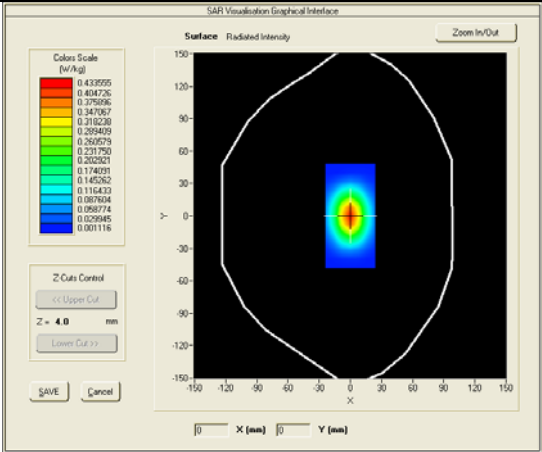 SAR Visualisation Graphical Interface
Surface Radiated Intensity
Zoom In/Out
Colors Scale
(W/kg)
0.433555
0.404726
0.375896
0.347067
0.318238
0.289409
0.260579
0.231750
0.202921
0.174091
0.145262
0.116433
0.087604
0.058774
0.029945
0.001116
150
120
90
60
30
0
-30
-60
-90
-120
-150
Y
-150 -120 -90 -60 -30 0 30 60 90 120 150
X
Z-Cuts Control
<< Upper Cut
Z = 4.0 mm
Lower Cut >>
SAVE Cancel
0 X (mm) 0 Y (mm)